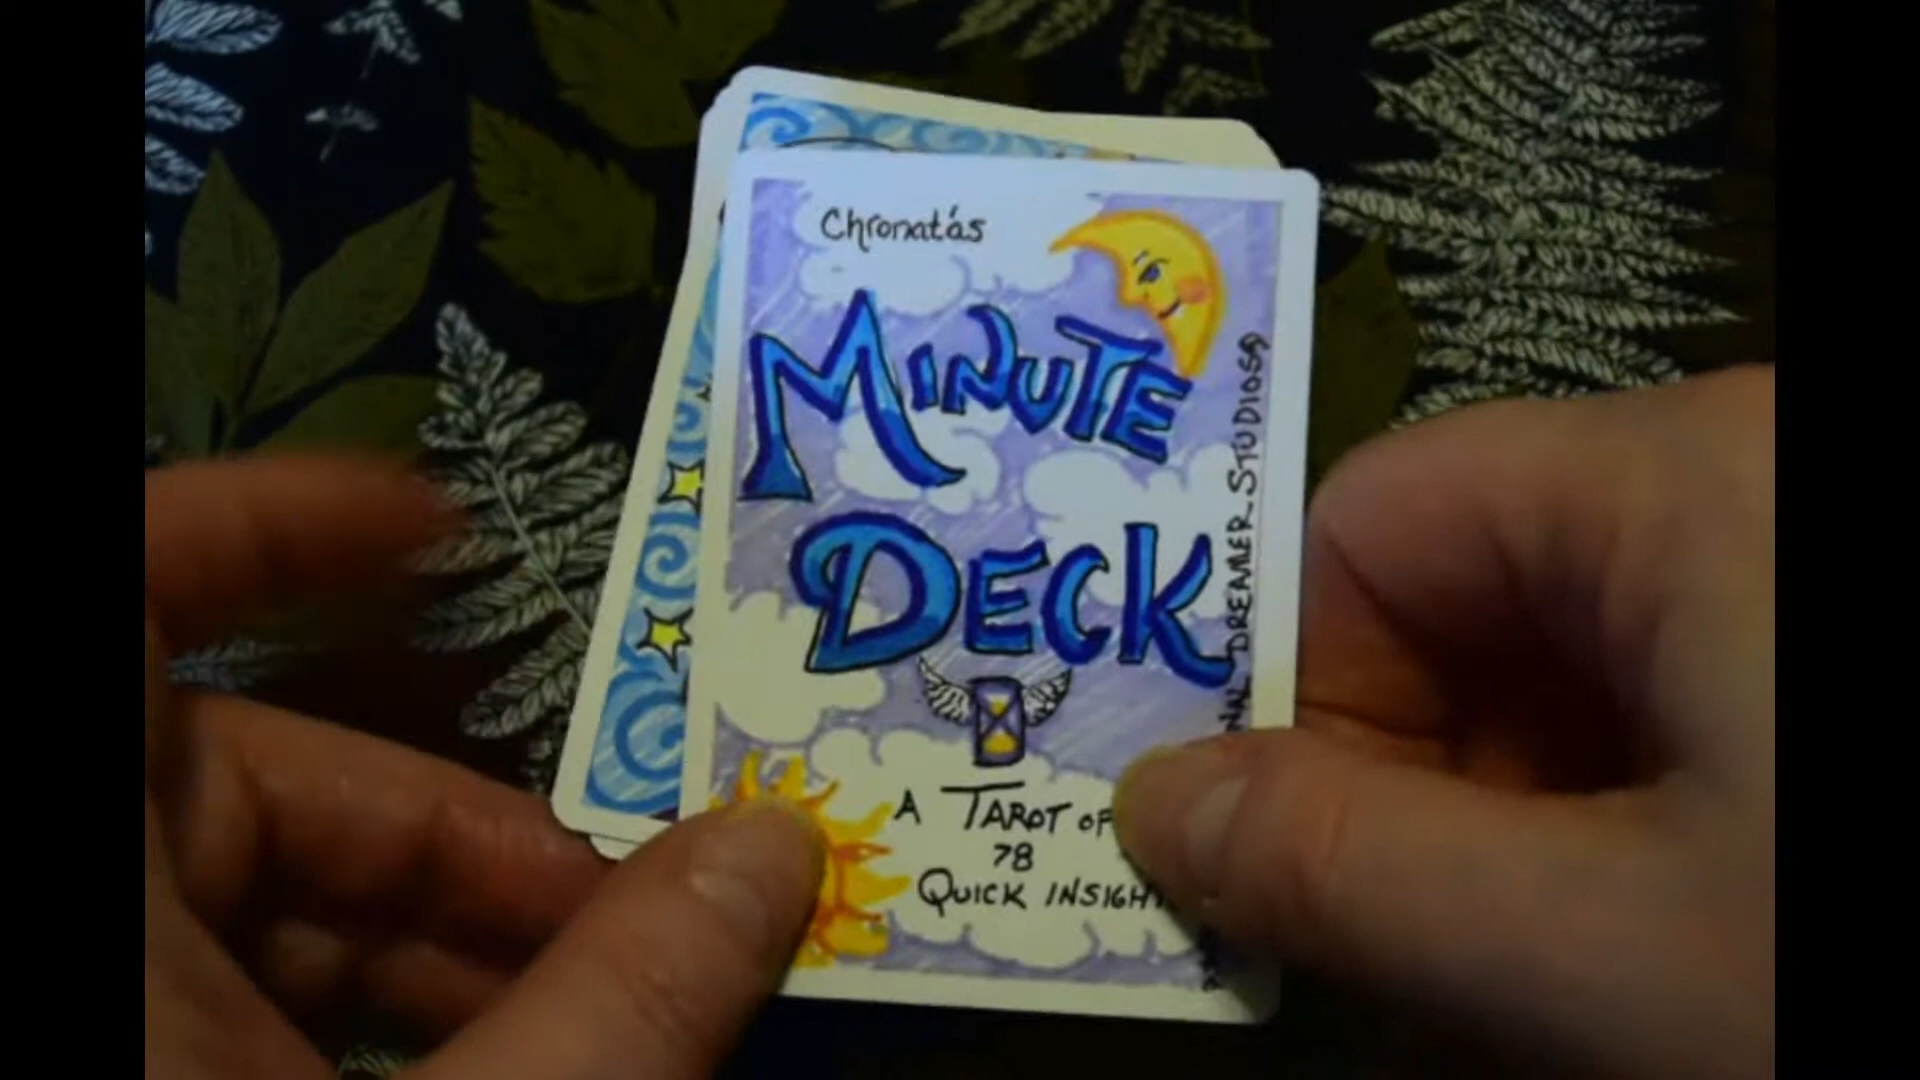 Chronatás
MINUTE
DECK
A TAROT OF
78
QUICK INSIGH
DREAMER STUDIOS